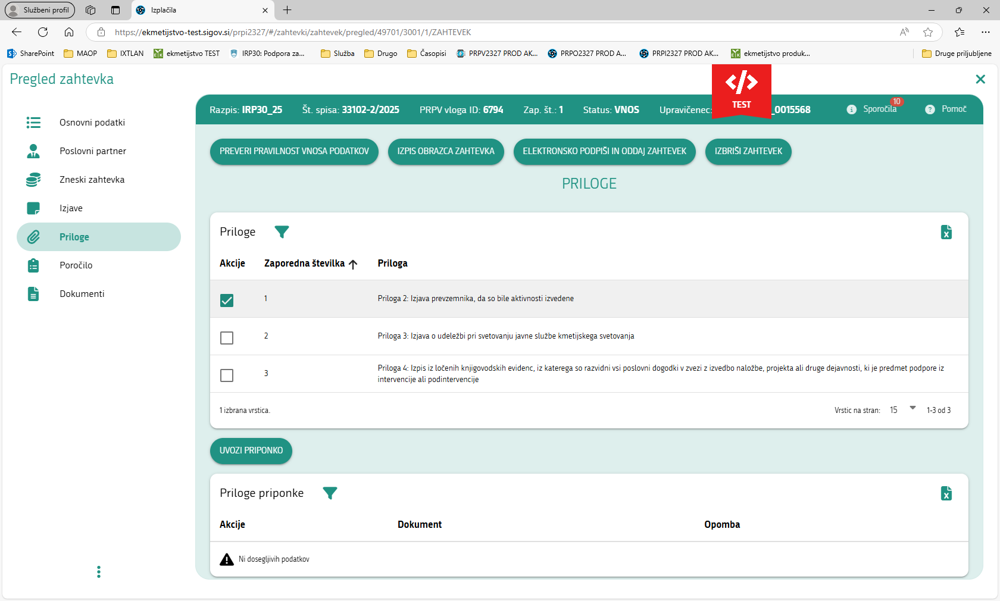 Službeni profil
Izplačila
https://ekmetijstvo-test.sigov.si/prpi2327/#/zahtevki/zahtevek/pregled/49701/3001/1/ZAHTEVEK
SharePoint
MAOP
IXTLAN
ekmetijstvo TEST
IRP30: Podpora za...
Služba
Drugo
Časopisi
PRPV2327 PROD AK...
PRPO2327 PROD A...
PRPI2327 PROD AK...
ekmetijstvo produk...
Druge priljubljene
Pregled zahtevka
TEST
Razpis: IRP30_25
Št. spisa: 33102-2/2025
PRPV vloga ID: 6794
Zap. št.: 1
Status: VNOS
Upravičenec:
_0015568
Sporočila
10
Pomoč
Osnovni podatki
Poslovni partner
Zneski zahtevka
Izjave
Priloge
Poročilo
Dokumenti
PREVERI PRAVILNOST VNOSA PODATKOV
IZPIS OBRAZCA ZAHTEVKA
ELEKTRONSKO PODPIŠI IN ODDAJ ZAHTEVEK
IZBRIŠI ZAHTEVEK
PRILOGE
Priloge
Akcije Zaporedna številka Priloga
1 Priloga 2: Izjava prevzemnika, da so bile aktivnosti izvedene
2 Priloga 3: Izjava o udeležbi pri svetovanju javne službe kmetijskega svetovanja
3 Priloga 4: Izpis iz ločenih knjigovodskih evidenc, iz katerega so razvidni vsi poslovni dogodki v zvezi z izvedbo naložbe, projekta ali druge dejavnosti, ki je predmet podpore iz
intervencije ali podintervencije
1 izbrana vrstica.
Vrstic na stran: 15 1-3 od 3
UVOZI PRIPONKO
Priloge priponke
Akcije Dokument Opomba
Ni dosegljivih podatkov